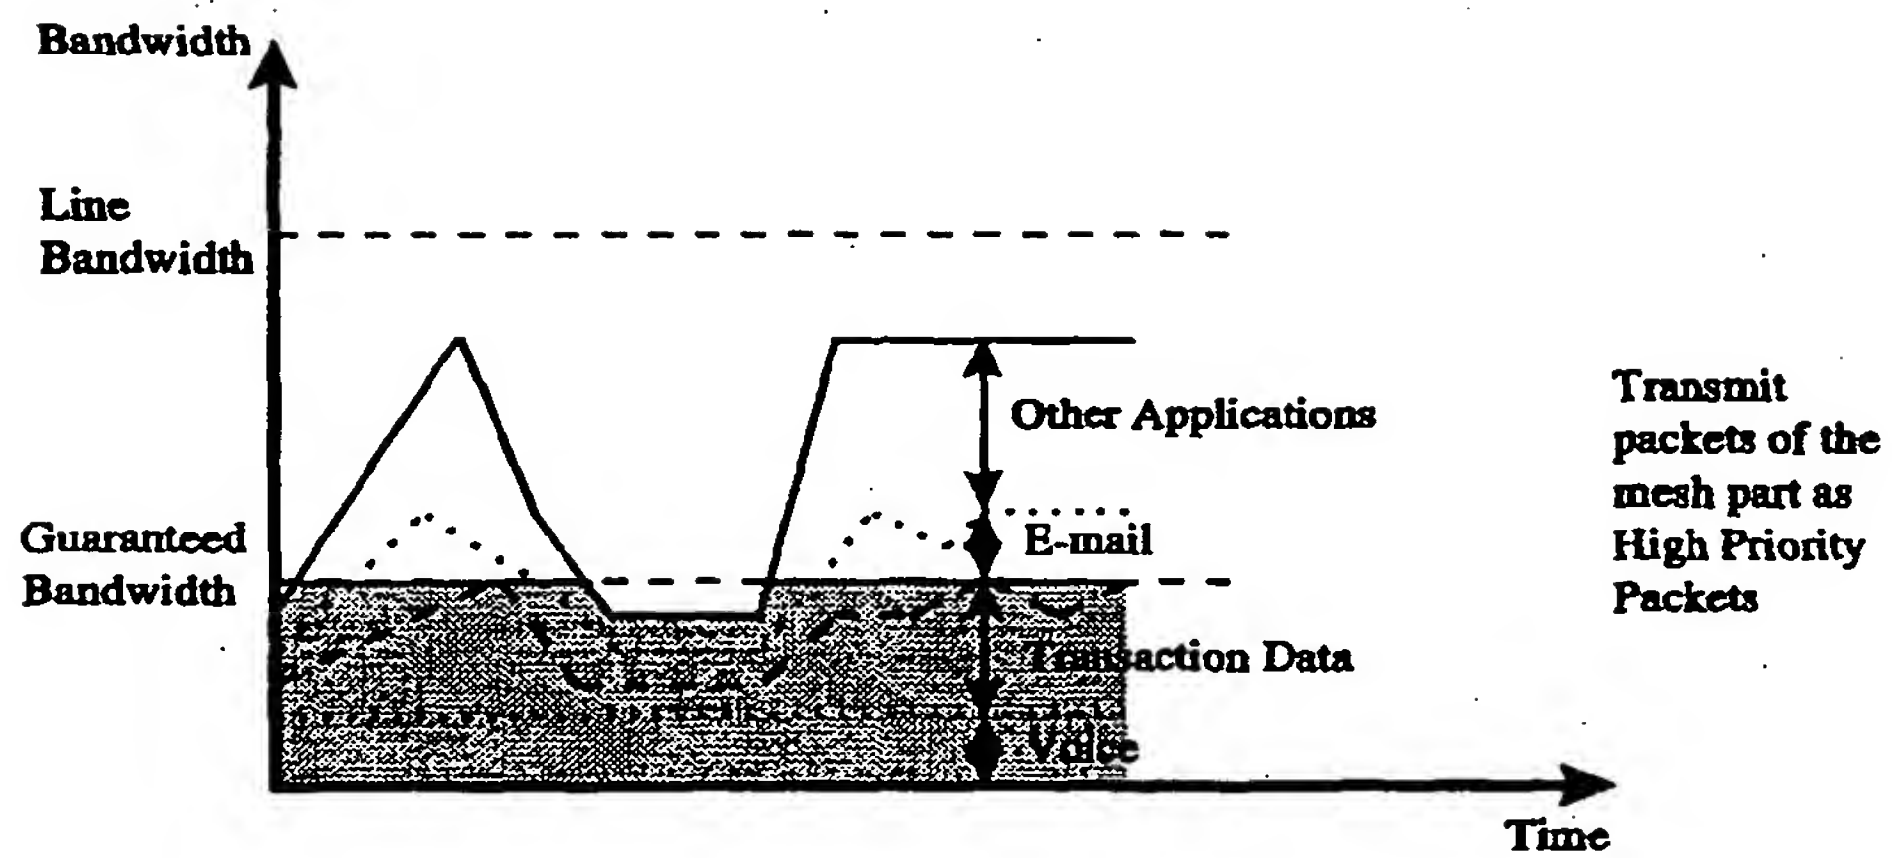 Bandwidth
Line
Bandwidth
Other Applications
Transmit
packets of the
mesh part as
High Priority
Packets
Guaranteed
Bandwidth
E-mail
Transaction Data
Voice
Time